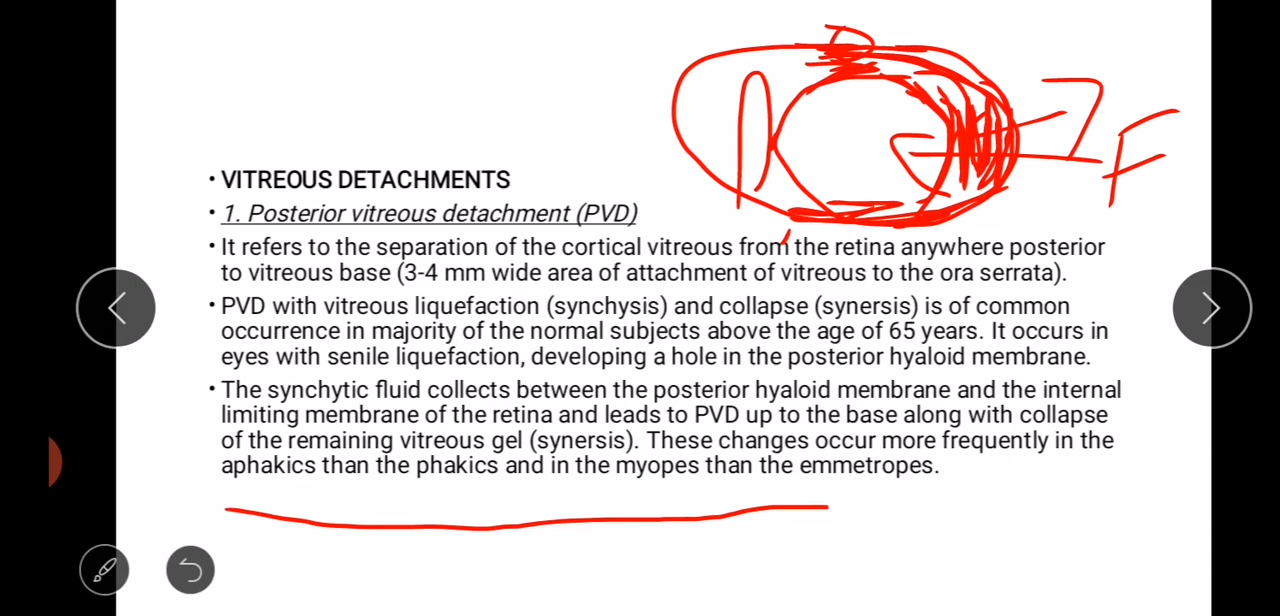 • VITREOUS DETACHMENTS
• 1. Posterior vitreous detachment (PVD)
• It refers to the separation of the cortical vitreous from the retina anywhere posterior
to vitreous base (3-4 mm wide area of attachment of vitreous to the ora serrata).
• PVD with vitreous liquefaction (synchysis) and collapse (synersis) is of common
occurrence in majority of the normal subjects above the age of 65 years. It occurs in
eyes with senile liquefaction, developing a hole in the posterior hyaloid membrane.
• The synchytic fluid collects between the posterior hyaloid membrane and the internal
limiting membrane of the retina and leads to PVD up to the base along with collapse
of the remaining vitreous gel (synersis). These changes occur more frequently in the
aphakics than the phakics and in the myopes than the emmetropes.